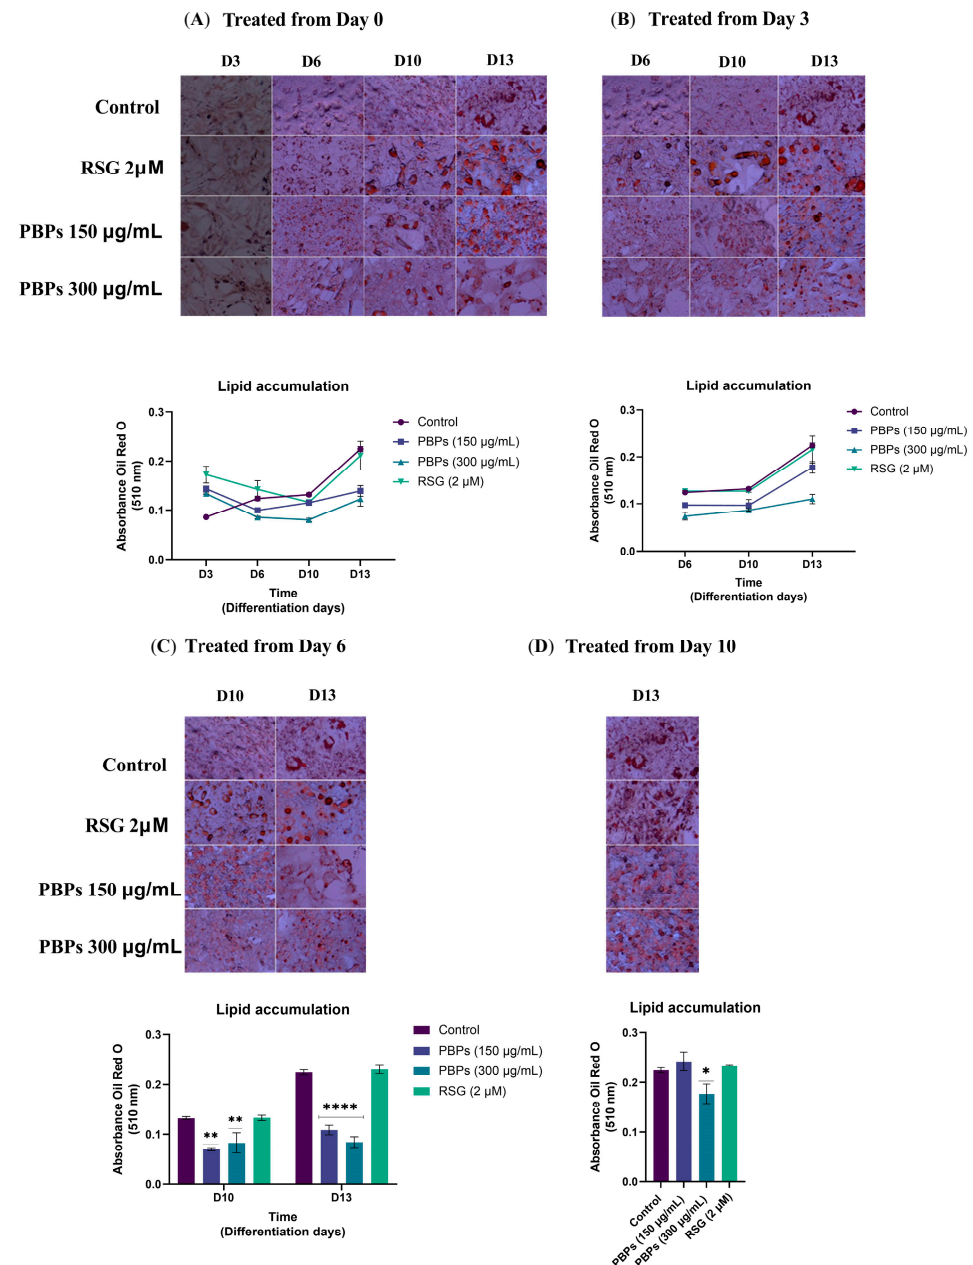 (A) Treated from Day 0
(B) Treated from Day 3
D3 D6 D10 D13
D6 D10 D13
Control
RSG 2µM
PBPs 150 µg/mL
PBPs 300 µg/mL
Lipid accumulation
Absorbance Oil Red O
(510 nm)
0.3
0.2
0.1
0.0
D3 D6 D10 D13
Time
(Differentiation days)
Control
PBPs (150 µg/mL)
PBPs (300 µg/mL)
RSG (2 µM)
Lipid accumulation
Absorbance Oil Red O
(510 nm)
0.3
0.2
0.1
0.0
D6 D10 D13
Time
(Differentiation days)
Control
PBPs (150 µg/mL)
PBPs (300 µg/mL)
RSG (2 µM)
(C) Treated from Day 6
(D) Treated from Day 10
D10 D13
D13
Control
RSG 2µM
PBPs 150 µg/mL
PBPs 300 µg/mL
Lipid accumulation
Absorbance Oil Red O
(510 nm)
0.3
0.2
0.1
0.0
** ** ****
D10 D13
Time
(Differentiation days)
Control
PBPs (150 µg/mL)
PBPs (300 µg/mL)
RSG (2 µM)
Lipid accumulation
Absorbance Oil Red O
(510 nm)
0.3
0.2
0.1
0.0
*
Control
PBPs (150 µg/mL)
PBPs (300 µg/mL)
RSG (2 µM)